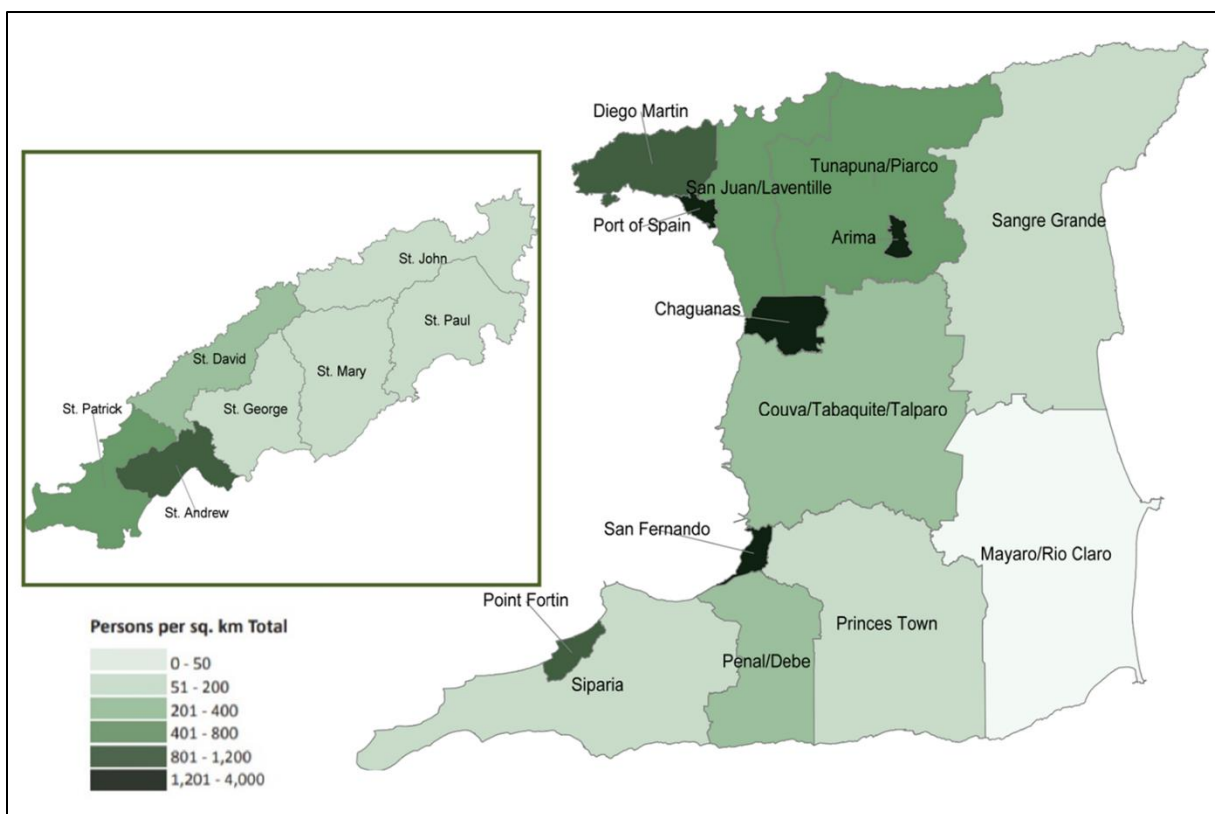 Diego Martin
Tunapuna/Piarco
San Juan/Laventille
Port of Spain
Arima
Sangre Grande
Chaguanas
Couva/Tabaquite/Talparo
San Fernando
Mayaro/Rio Claro
Point Fortin
Princes Town
Penal/Debe
Siparia
St. John
St. Paul
St. David
St. Mary
St. George
St. Patrick
St. Andrew
Persons per sq. km Total
0 - 50
51 - 200
201 - 400
401 - 800
801 - 1,200
1,201 - 4,000